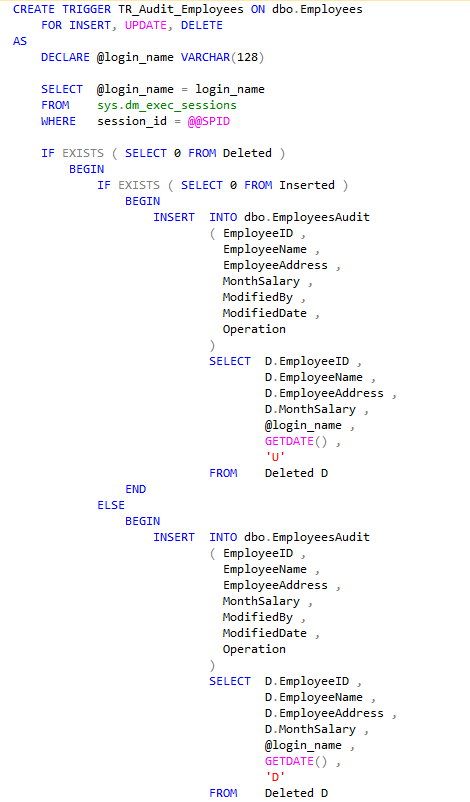 CREATE TRIGGER TR_Audit_Employees ON dbo.Employees
    FOR INSERT, UPDATE, DELETE
AS
    DECLARE @login_name VARCHAR(128)

    SELECT  @login_name = login_name
    FROM    sys.dm_exec_sessions
    WHERE   session_id = @@SPID

    IF EXISTS ( SELECT 0 FROM Deleted )
        BEGIN
            IF EXISTS ( SELECT 0 FROM Inserted )
                BEGIN
                    INSERT  INTO dbo.EmployeesAudit
                            ( EmployeeID ,
                              EmployeeName ,
                              EmployeeAddress ,
                              MonthSalary ,
                              ModifiedBy ,
                              ModifiedDate ,
                              Operation
                            )
                            SELECT  D.EmployeeID ,
                                    D.EmployeeName ,
                                    D.EmployeeAddress ,
                                    D.MonthSalary ,
                                    @login_name ,
                                    GETDATE() ,
                                    'U'
                            FROM    Deleted D
                END
            ELSE
                BEGIN
                    INSERT  INTO dbo.EmployeesAudit
                            ( EmployeeID ,
                              EmployeeName ,
                              EmployeeAddress ,
                              MonthSalary ,
                              ModifiedBy ,
                              ModifiedDate ,
                              Operation
                            )
                            SELECT  D.EmployeeID ,
                                    D.EmployeeName ,
                                    D.EmployeeAddress ,
                                    D.MonthSalary ,
                                    @login_name ,
                                    GETDATE() ,
                                    'D'
                            FROM    Deleted D